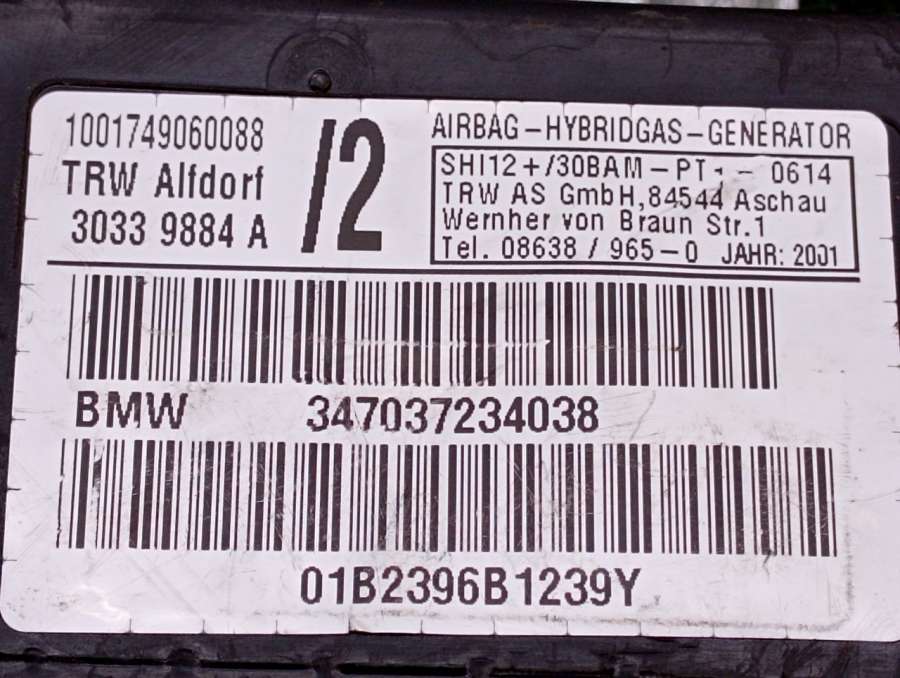 1001749060088
TRW Alfdorf
3033 9884 A
/2
AIRBAG-HYBRIDGAS-GENERATOR
SHI12+/30BAM-PT - 0614
TRW AS GmbH,84544 Aschau
Wernher von Braun Str.1
Tel. 08638 / 965-0 JAHR: 2001
BMW 347037234038
01B2396B1239Y